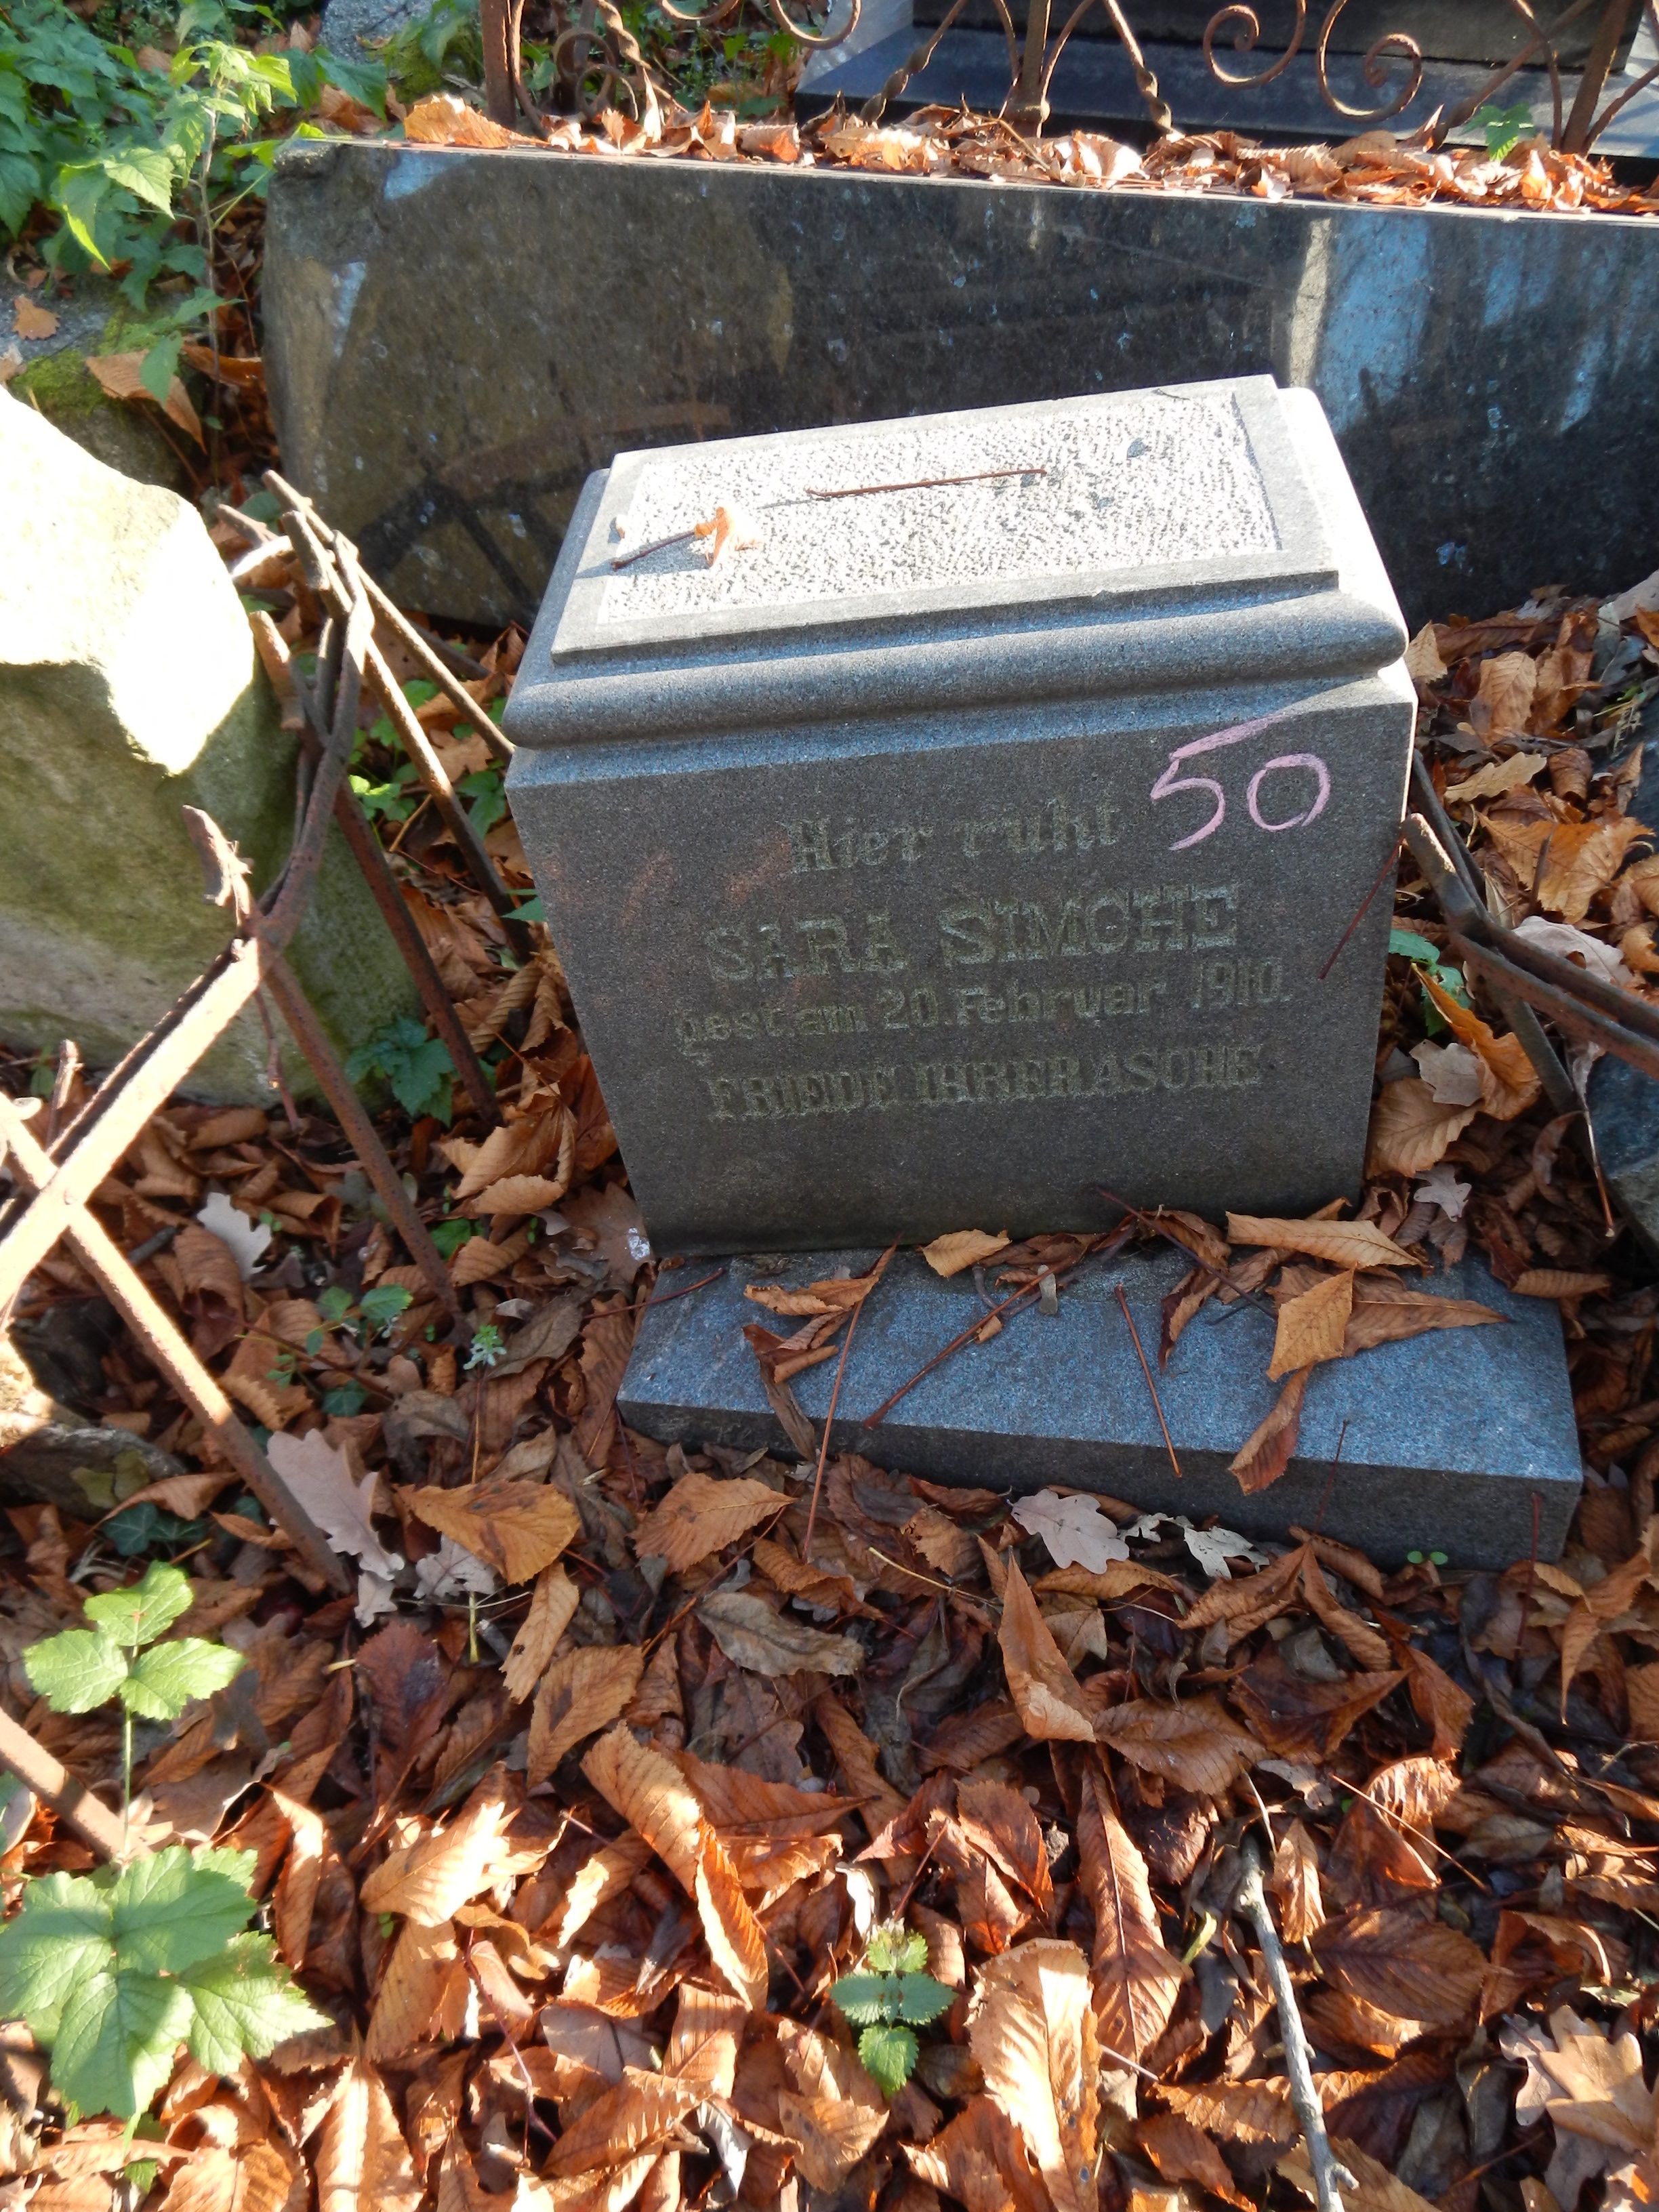 50
Hier ruht
SARA SIMCHE
gest. am 20. Februar 1910.
FRIEDE IHRER ASCHE